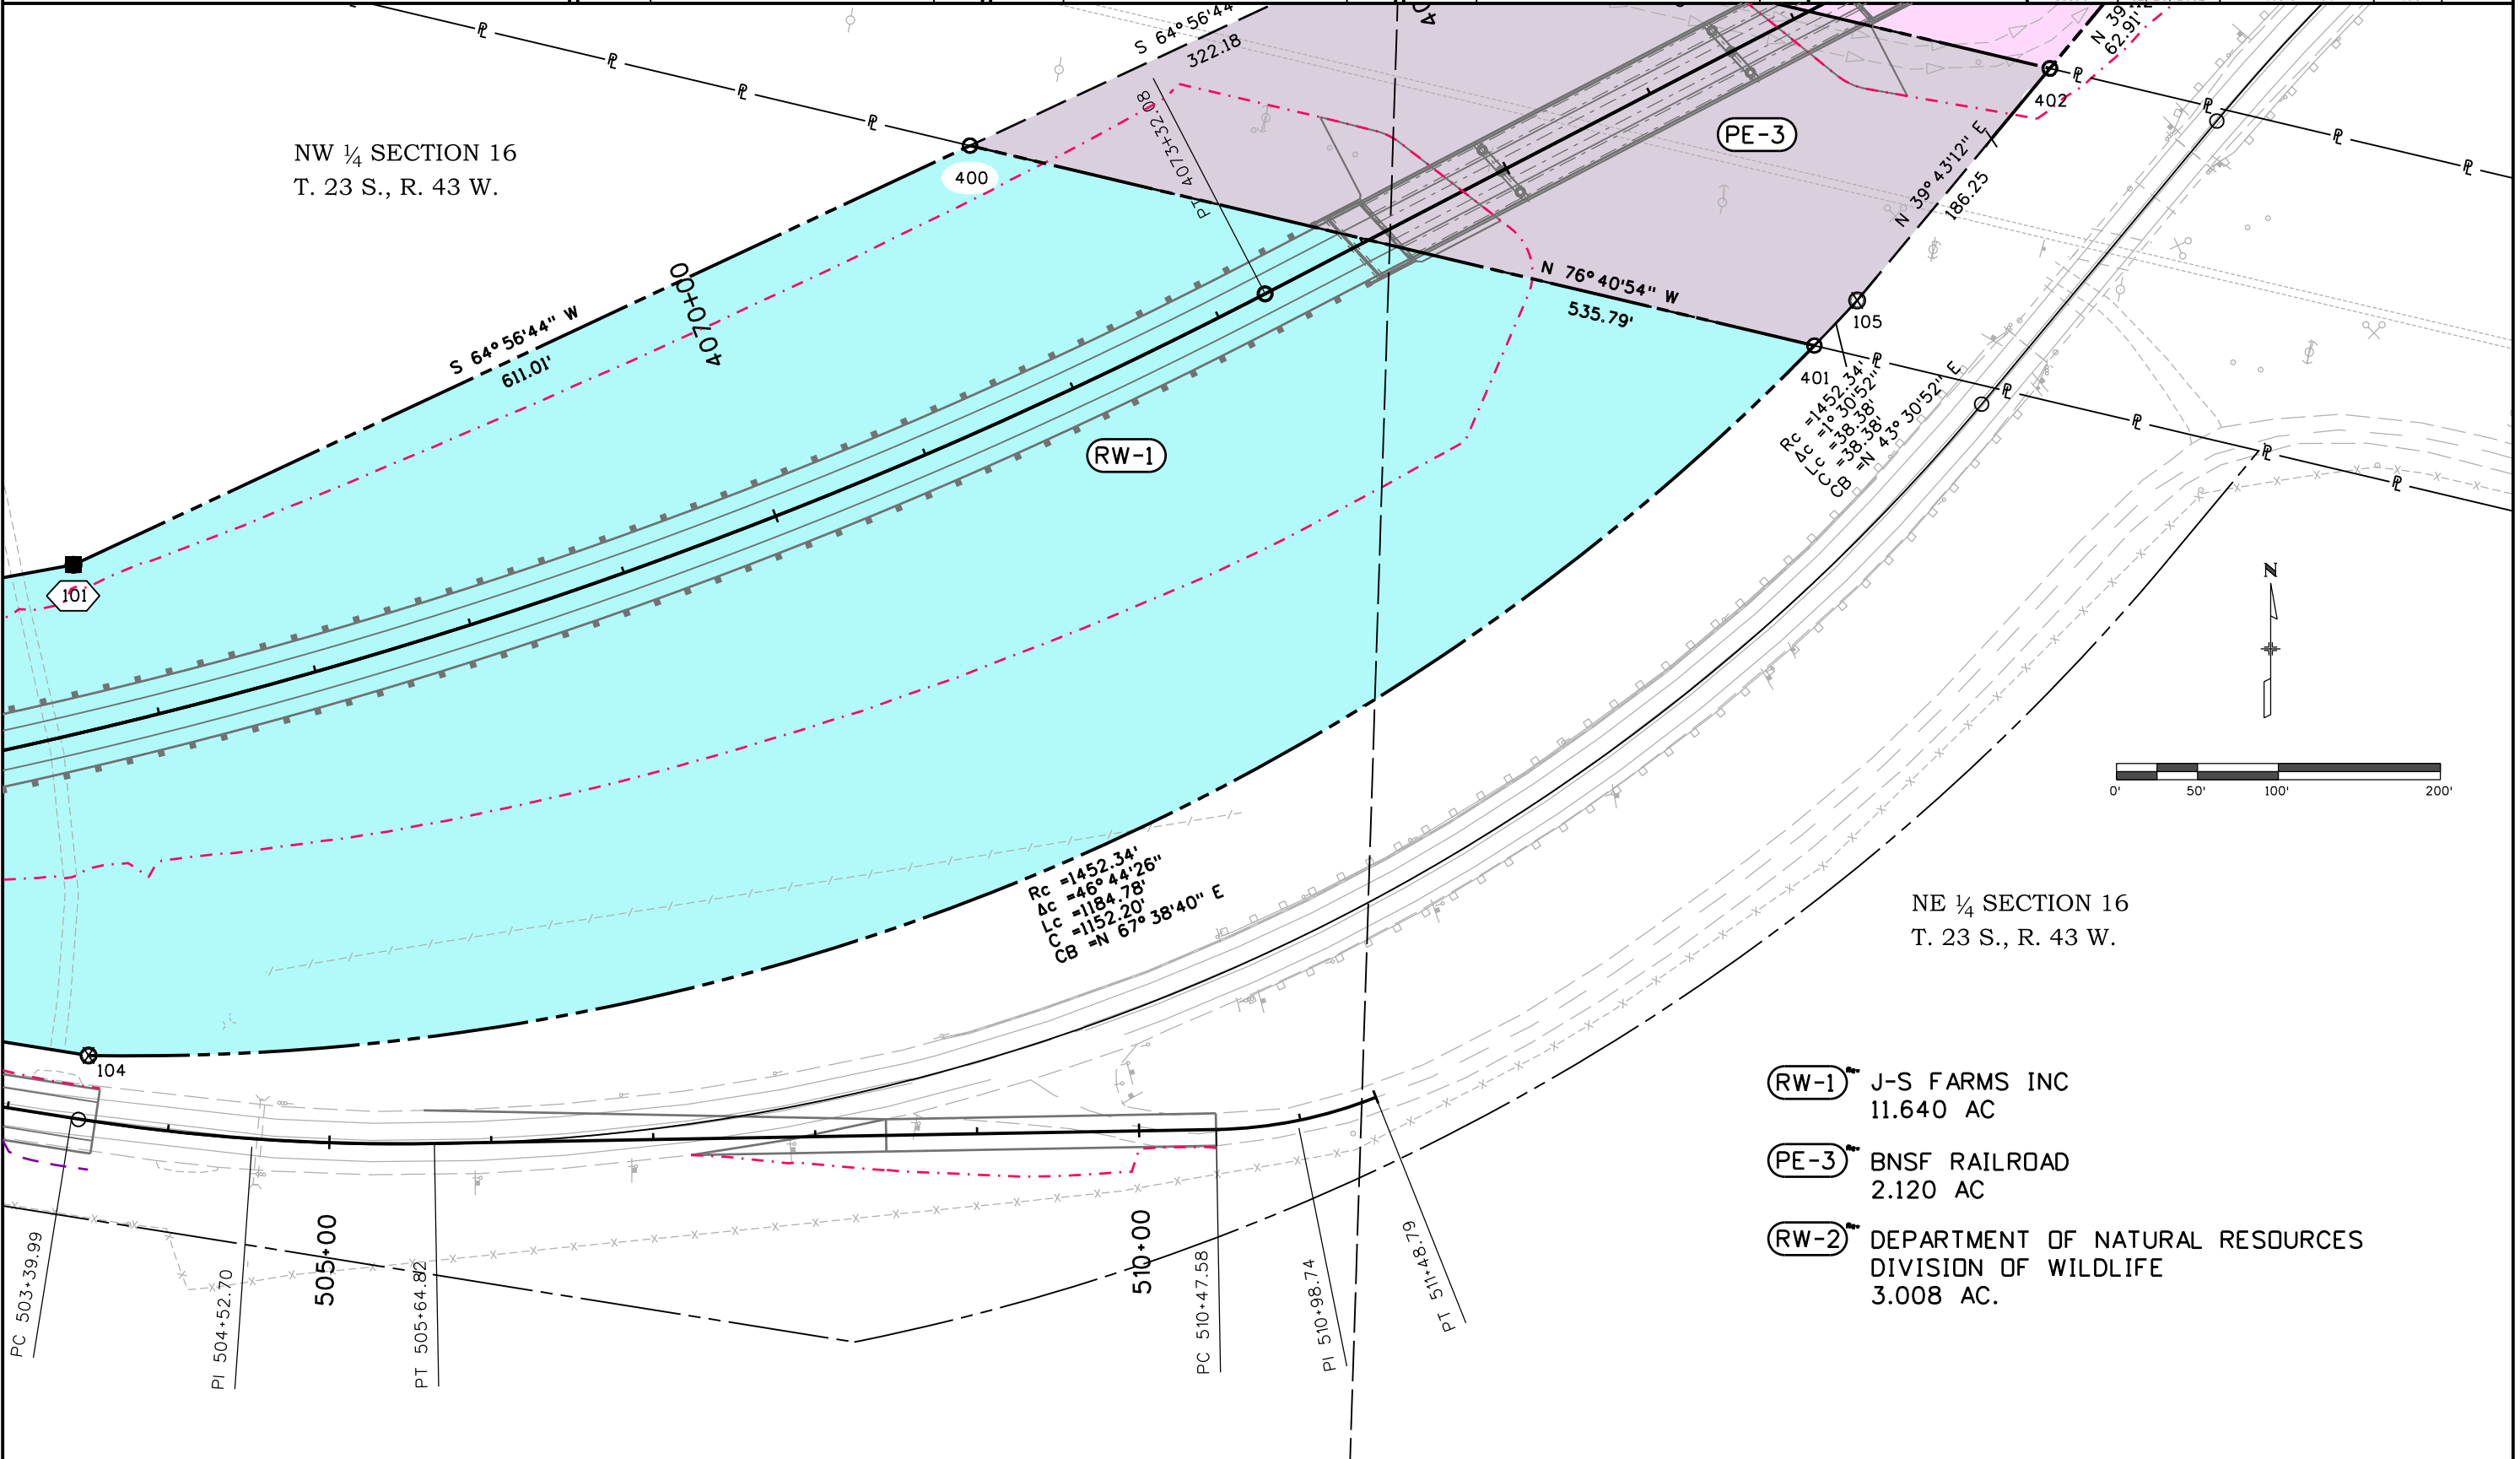 S 64° 56'44"
322.18
NW ¼ SECTION 16
T. 23 S., R. 43 W.
400
PT 4073+32.08
PE-3
402
62.91'
N 39° 43'12" E
186.25
4070+00
S 64° 56'44" W
611.01'
N 76° 40'54" W
535.79'
105
401
Rc =1452.34'
Δc =1° 30'52"
Lc =38.38'
C =38.38'
CB =N 43° 30'52" E
RW-1
101
N
0' 50' 100' 200'
Rc =1452.34'
Δc =46° 44'26"
Lc =1184.78'
C =1152.20'
CB =N 67° 38'40" E
NE ¼ SECTION 16
T. 23 S., R. 43 W.
104
RW-1 J-S FARMS INC
11.640 AC
PE-3 BNSF RAILROAD
2.120 AC
RW-2 DEPARTMENT OF NATURAL RESOURCES
DIVISION OF WILDLIFE
3.008 AC.
PC 503+39.99
PI 504+52.70
505+00
PT 505+64.82
510+00
PC 510+47.58
PI 510+98.74
PT 511+48.79